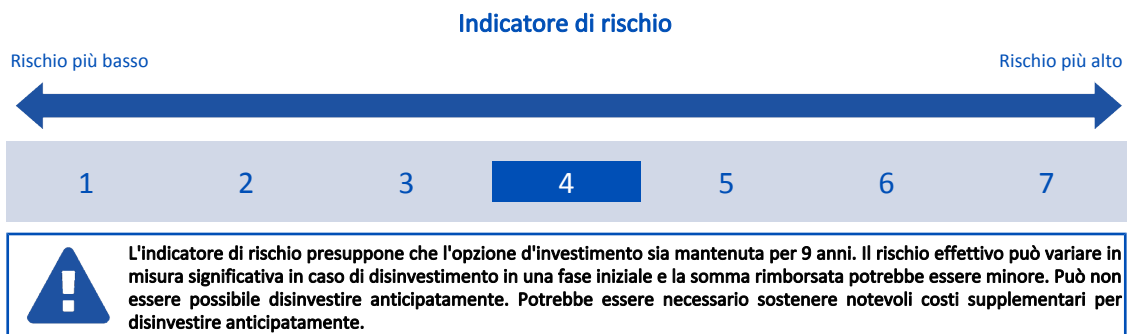 Indicatore di rischio
Rischio più basso
Rischio più alto
1 2 3 4 5 6 7
L'indicatore di rischio presuppone che l'opzione d'investimento sia mantenuta per 9 anni. Il rischio effettivo può variare in
misura significativa in caso di disinvestimento in una fase iniziale e la somma rimborsata potrebbe essere minore. Può non
essere possibile disinvestire anticipatamente. Potrebbe essere necessario sostenere notevoli costi supplementari per
disinvestire anticipatamente.